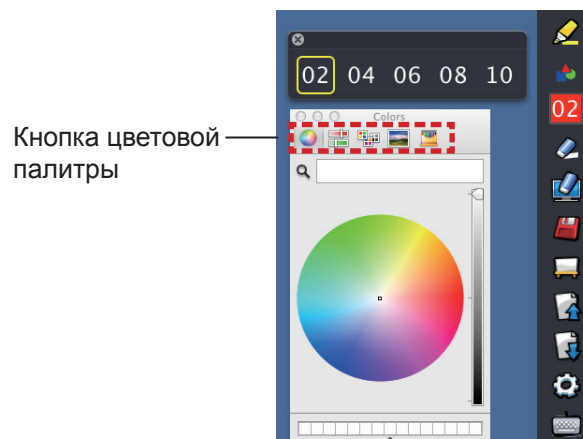 02 04 06 08 10
02
Colors
Кнопка цветовой
палитры